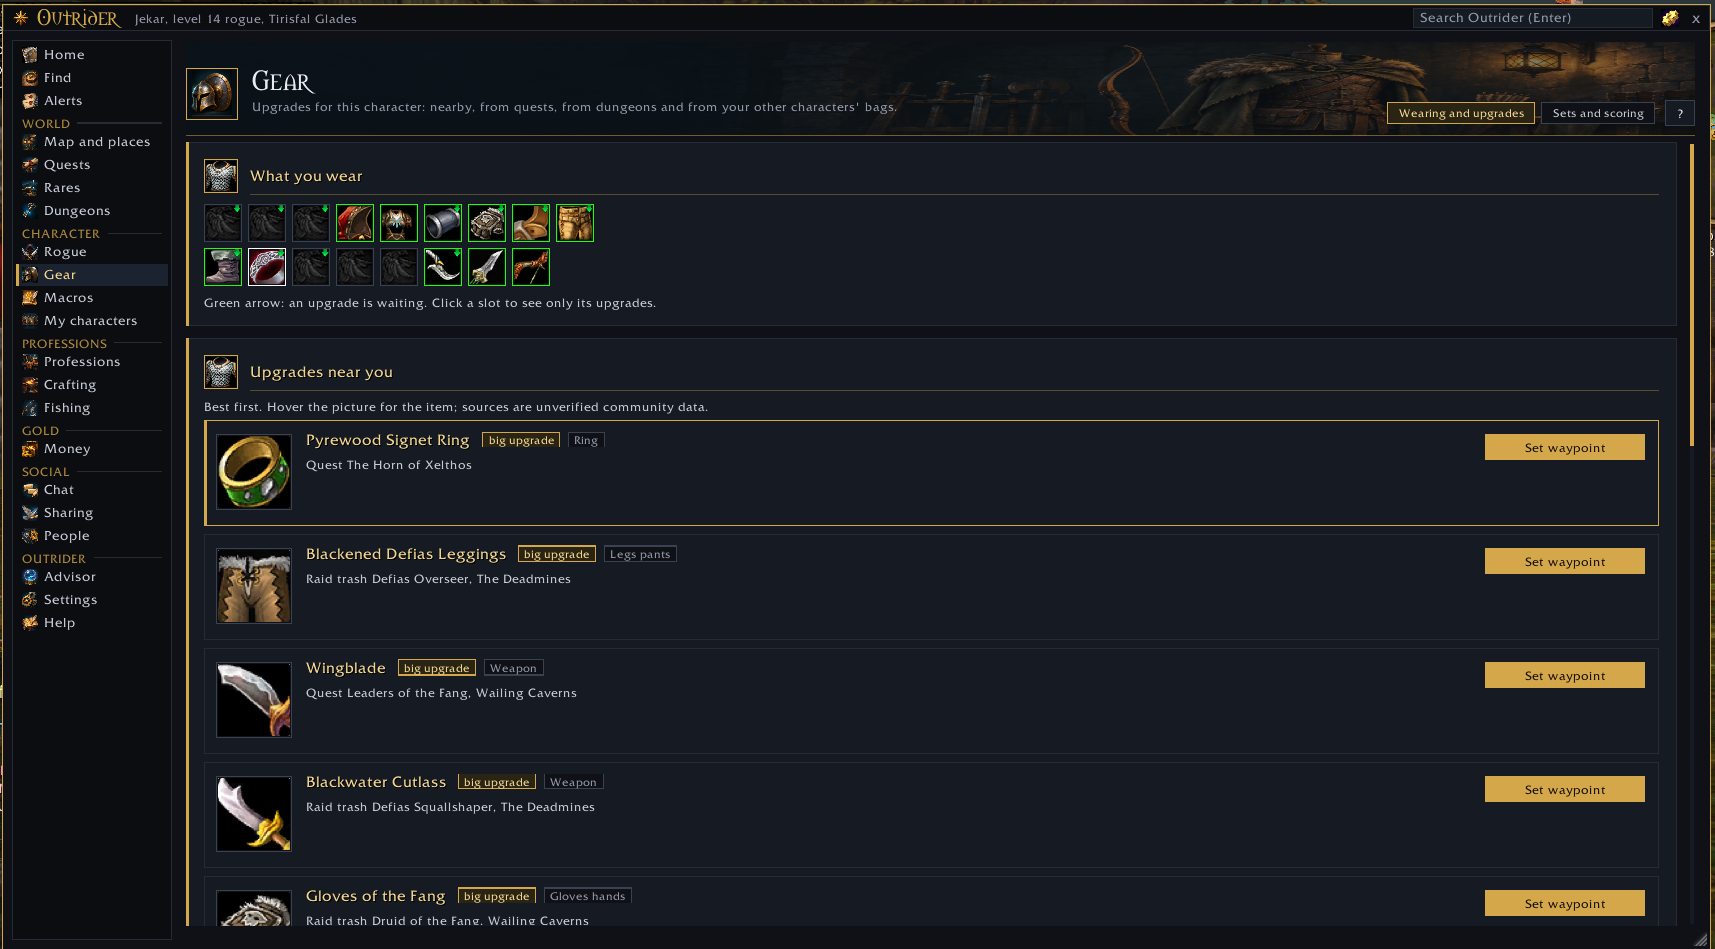 Outrider Jekar, level 14 rogue, Tirisfal Glades
Search Outrider (Enter) x
Home
Find
Alerts
WORLD
Map and places
Quests
Rares
Dungeons
CHARACTER
Rogue
Gear
Macros
My characters
PROFESSIONS
Professions
Crafting
Fishing
GOLD
Money
SOCIAL
Chat
Sharing
People
OUTRIDER
Advisor
Settings
Help
Gear
Upgrades for this character: nearby, from quests, from dungeons and from your other characters' bags.
Wearing and upgrades Sets and scoring ?
What you wear
Green arrow: an upgrade is waiting. Click a slot to see only its upgrades.
Upgrades near you
Best first. Hover the picture for the item; sources are unverified community data.
Pyrewood Signet Ring big upgrade Ring
Quest The Horn of Xelthos
Set waypoint
Blackened Defias Leggings big upgrade Legs pants
Raid trash Defias Overseer, The Deadmines
Set waypoint
Wingblade big upgrade Weapon
Quest Leaders of the Fang, Wailing Caverns
Set waypoint
Blackwater Cutlass big upgrade Weapon
Raid trash Defias Squallshaper, The Deadmines
Set waypoint
Gloves of the Fang big upgrade Gloves hands
Raid trash Druid of the Fang, Wailing Caverns
Set waypoint